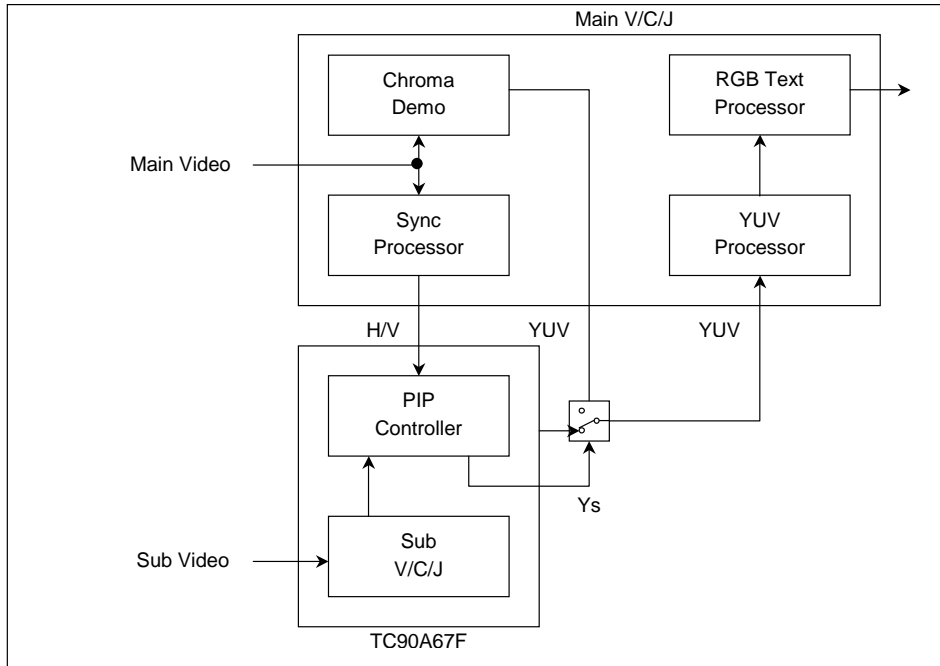 Main V/C/J
Chroma
Demo
RGB Text
Processor
Main Video
Sync
Processor
YUV
Processor
H/V
YUV
YUV
PIP
Controller
Ys
Sub Video
Sub
V/C/J
TC90A67F